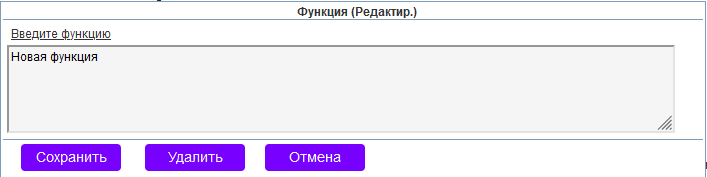 Функция (Редактир.)
Введите функцию
Новая функция
Сохранить Удалить Отмена